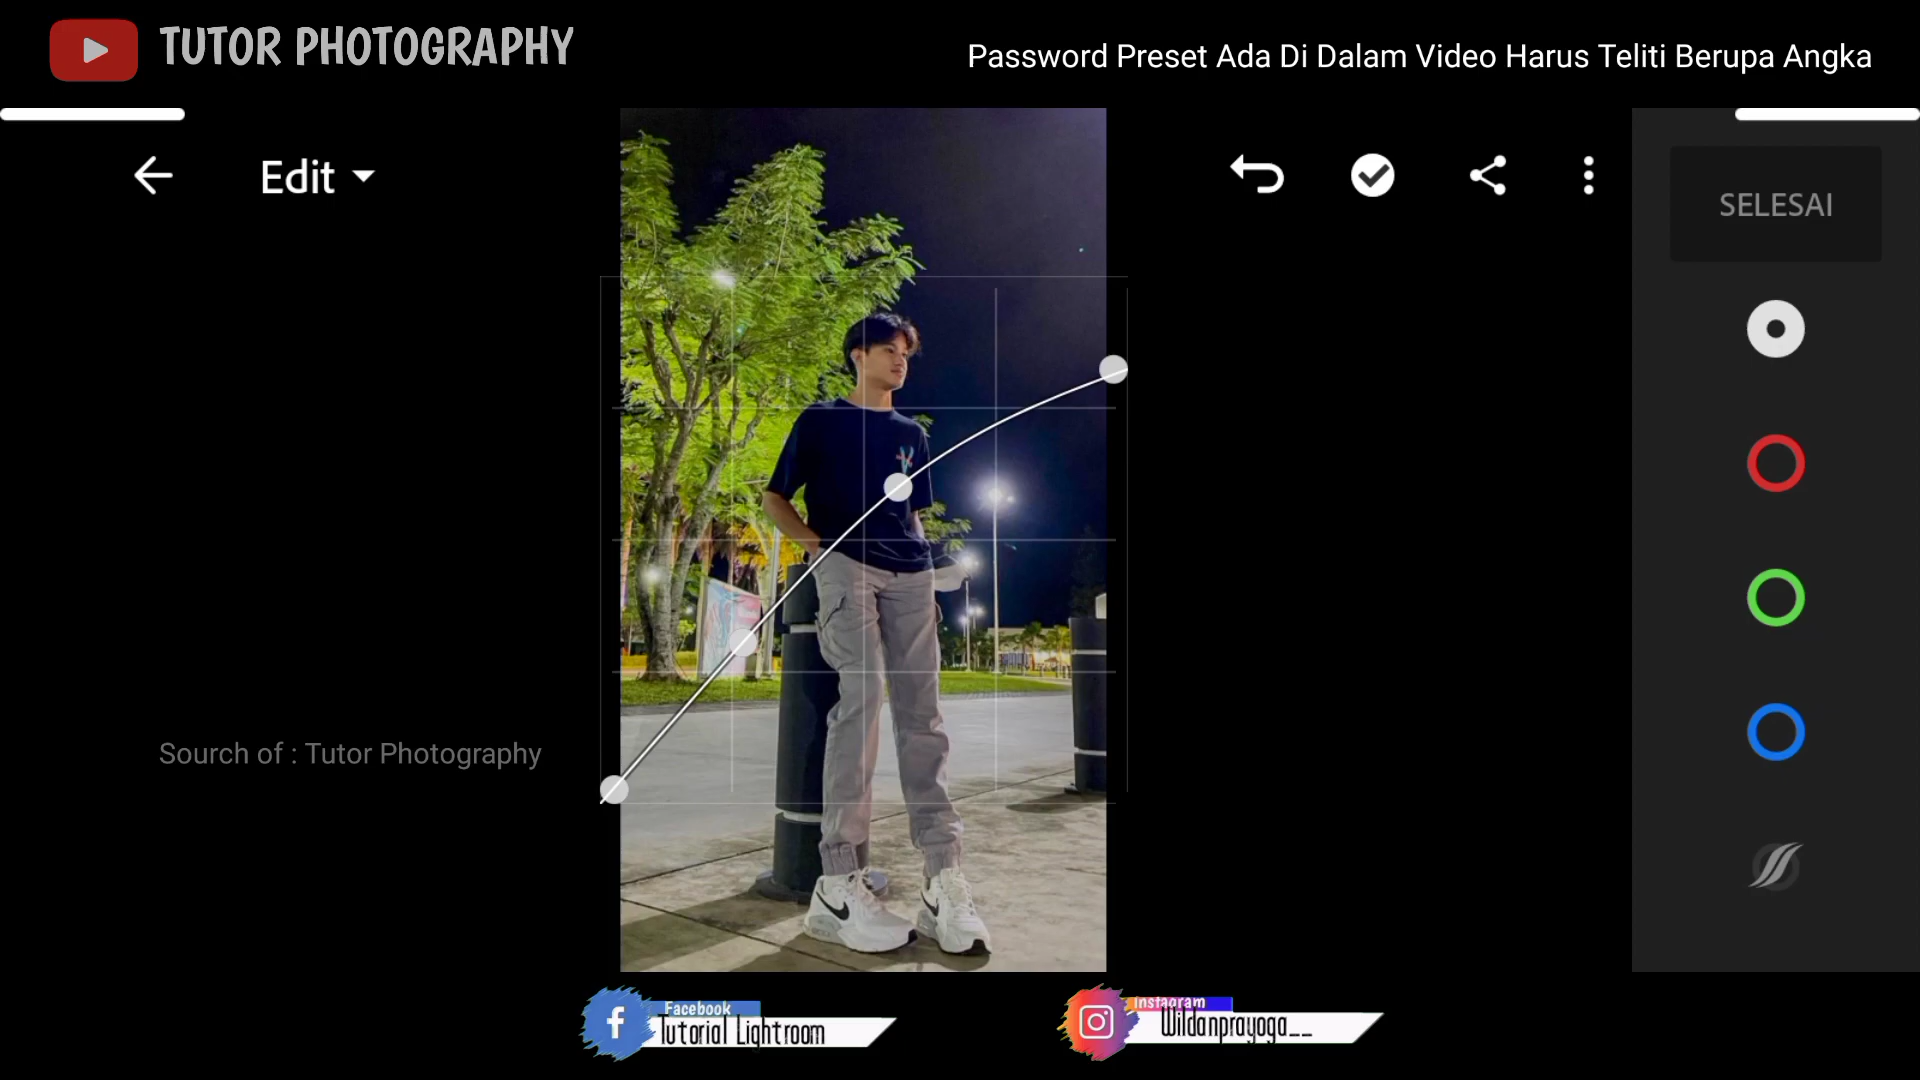 TUTOR PHOTOGRAPHY
Password Preset Ada Di Dalam Video Harus Teliti Berupa Angka
Edit
SELESAI
Sourch of : Tutor Photography
Facebook
Tutorial Lightroom
Instagram
Wildanprayoga__